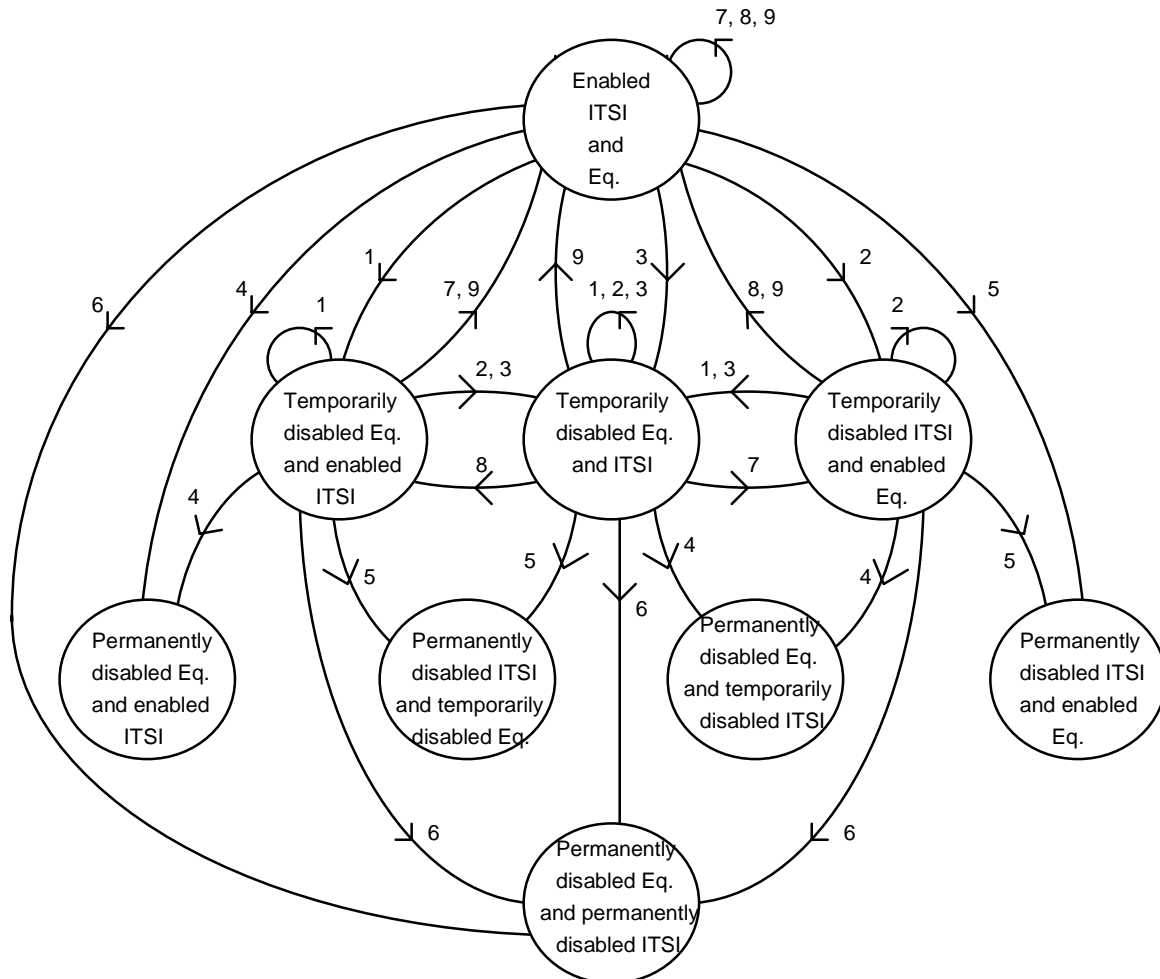 7, 8, 9
Enabled
ITSI
and
Eq.
6
4
1
7, 9
9
3
8, 9
2
5
1
1, 2, 3
2
2, 3
1, 3
Temporarily
disabled Eq.
and enabled
ITSI
Temporarily
disabled Eq.
and ITSI
Temporarily
disabled ITSI
and enabled
Eq.
8
7
4
5
5
4
4
5
6
Permanently
disabled Eq.
and enabled
ITSI
Permanently
disabled ITSI
and temporarily
disabled Eq.
Permanently
disabled Eq.
and temporarily
disabled ITSI
Permanently
disabled ITSI
and enabled
Eq.
6
6
Permanently
disabled Eq.
and permanently
disabled ITSI